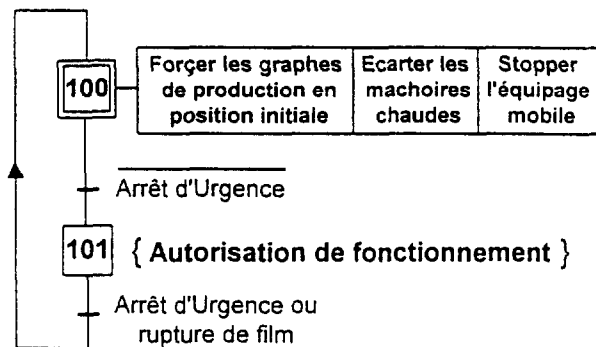 100
Forçer les graphes
de production en
position initiale
Ecarter les
machoires
chaudes
Stopper
l'équipage
mobile
Arrêt d'Urgence
101
{ Autorisation de fonctionnement }
Arrêt d'Urgence ou
rupture de film